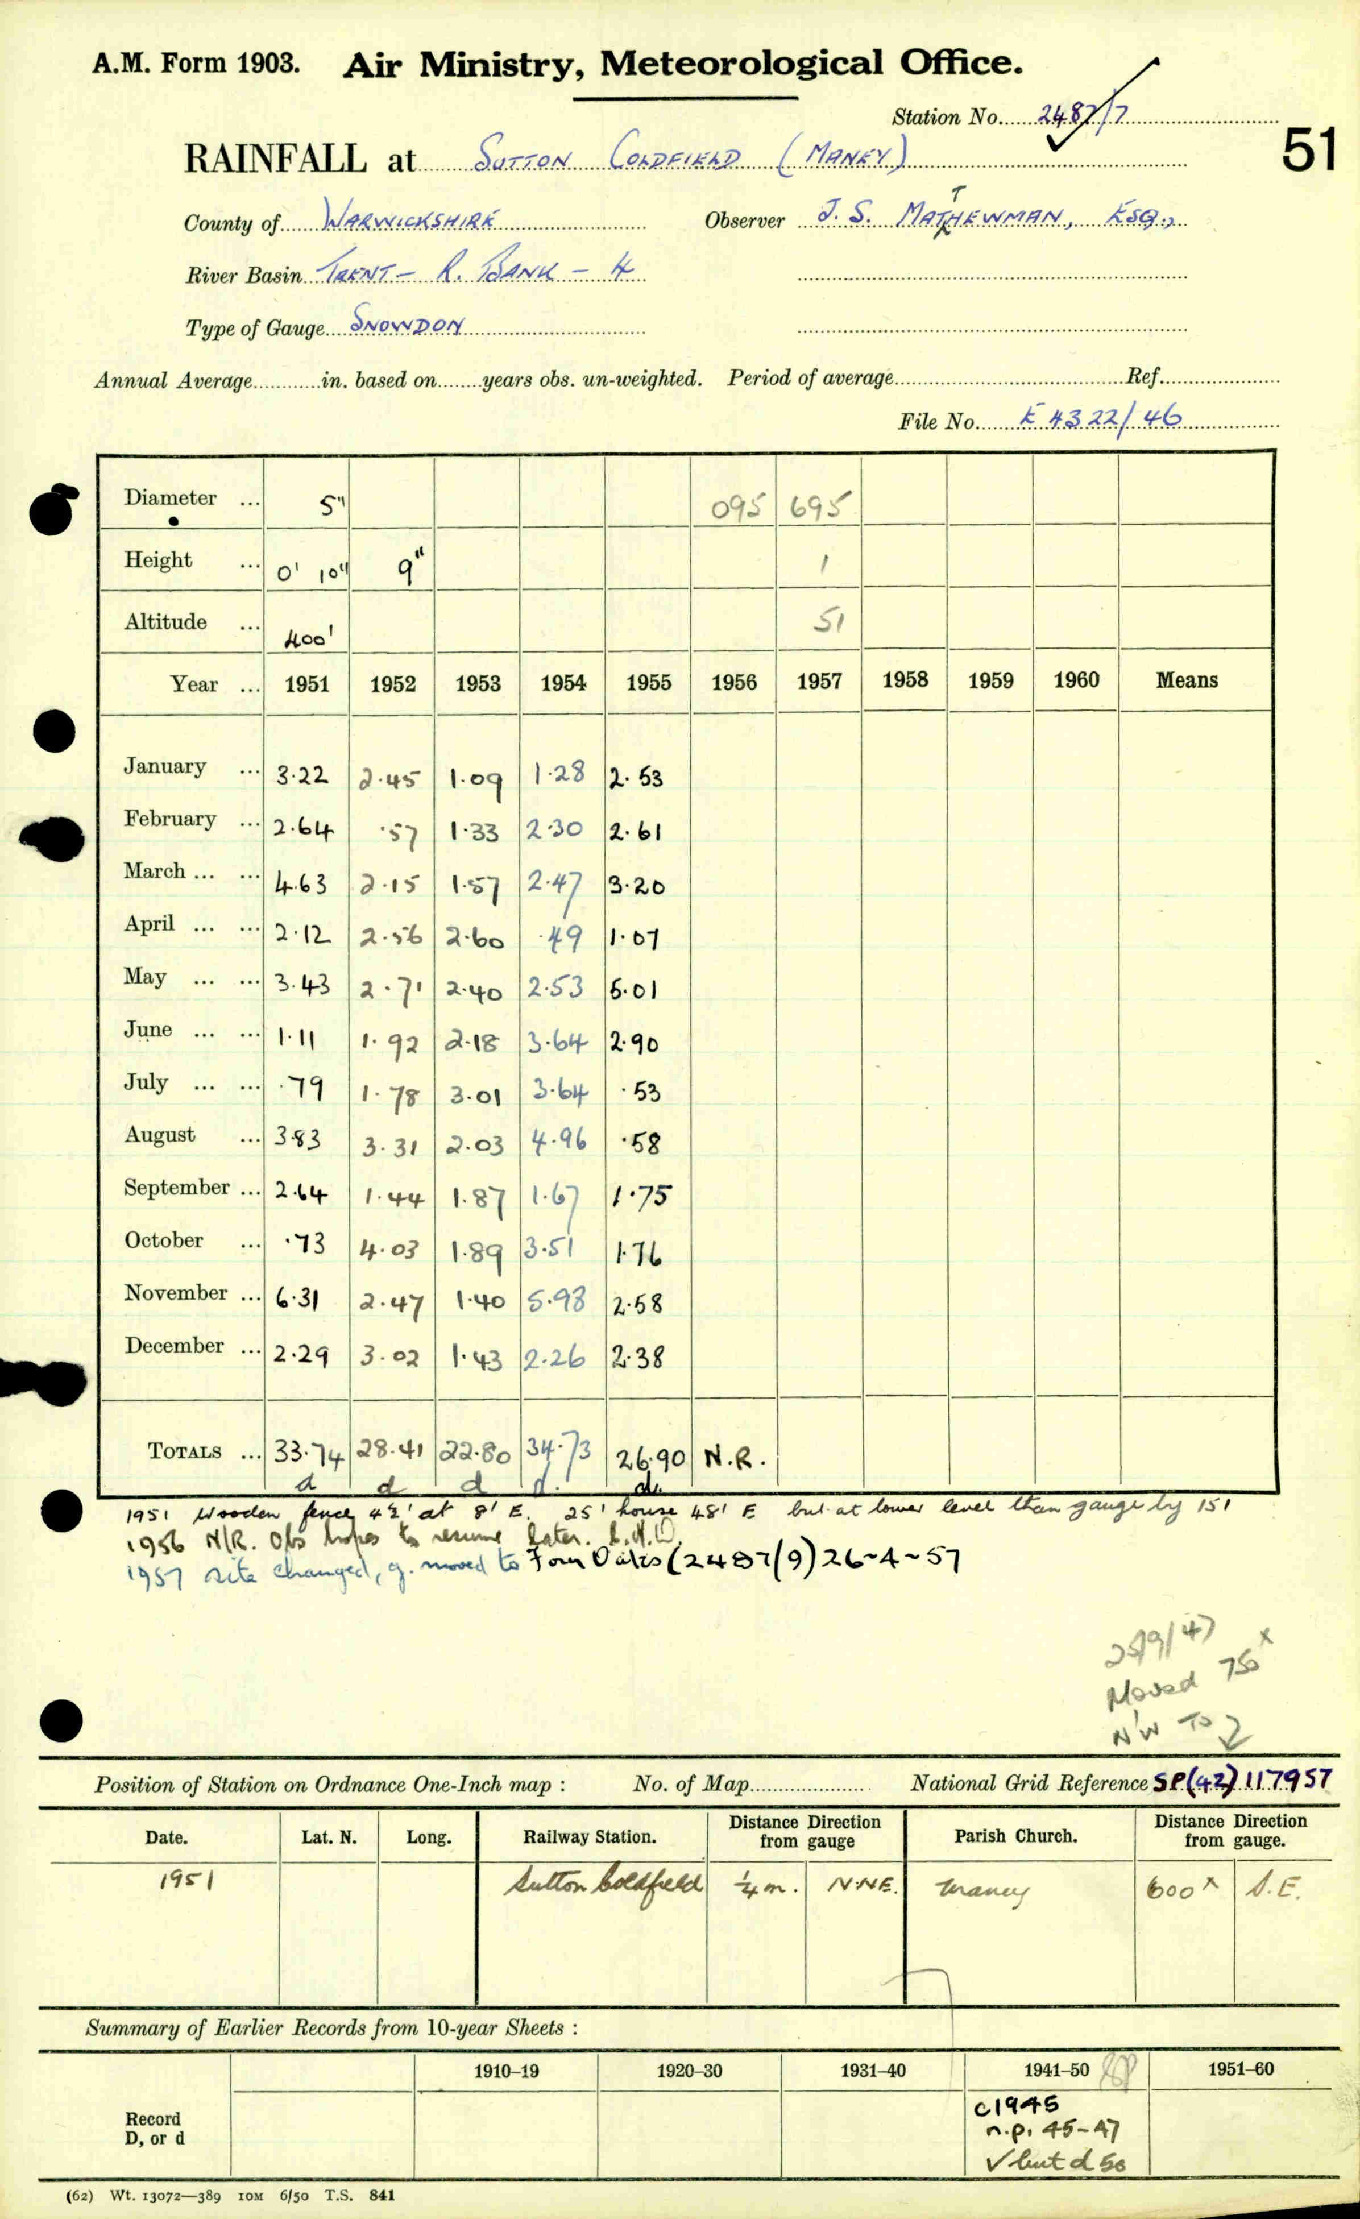 A.M. Form 1903. Air Ministry, Meteorological Office.
Station No. 2487/7
51
RAINFALL at SUTTON COLDFIELD (MANEY)
County of WARWICKSHIRE Observer J. S. MATTHEWMAN, ESQ.,
River Basin TRENT – R. BANK – 4
Type of Gauge SNOWDON
Annual Average in. based on years obs. un-weighted. Period of average Ref.
File No. E 4322/46
Diameter ... 5" 095 695
Height ... 0' 10" 9" 1
Altitude ... 400' 51
Year ... 1951 1952 1953 1954 1955 1956 1957 1958 1959 1960 Means
January ... 3.22 2.45 1.09 1.28 2.53
February ... 2.64 .57 1.33 2.30 2.61
March ... ... 4.63 2.15 1.57 2.47 3.20
April ... ... 2.12 2.56 2.60 .49 1.07
May ... ... 3.43 2.71 2.40 2.53 5.01
June ... ... 1.11 1.92 2.18 3.64 2.90
July ... ... .79 1.78 3.01 3.64 .53
August ... 3.83 3.31 2.03 4.96 .58
September ... 2.64 1.44 1.87 1.67 1.75
October ... .73 4.03 1.89 3.51 1.76
November ... 6.31 2.47 1.40 5.98 2.58
December ... 2.29 3.02 1.43 2.26 2.38
TOTALS ... 33.74 28.41 22.80 34.73 26.90 N.R.
d d d d. d.
1951 Wooden fence 4½' at 8' E. 25' house 48' E but at lower level than gauge by 15'
1956 N/R. Obs hopes to resume later.
1957 site changed, g. moved to Four Oaks (2487/9) 26-4-57
25/9/47
Moved 750 x
N'W To
Position of Station on Ordnance One-Inch map : No. of Map National Grid Reference SP(42) 117957
Date. Lat. N. Long. Railway Station. Distance from gauge Direction Parish Church. Distance from gauge. Direction
1951 Sutton Coldfield ¼ m. N.NE. Maney 600 x S.E.
Summary of Earlier Records from 10-year Sheets :
1910–19 1920–30 1931–40 1941–50 1951–60
Record
D, or d
c1945
n.p. 45-47
✓ but d 50
(62) Wt. 13072—389 10M 6/50 T.S. 841